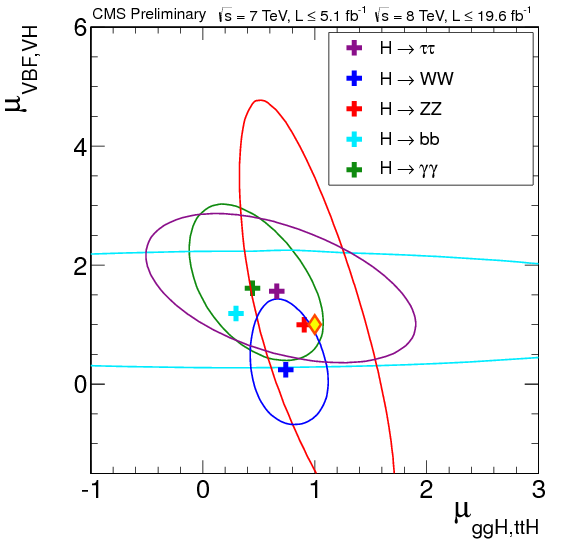 CMS Preliminary √s = 7 TeV, L ≤ 5.1 fb⁻¹ √s = 8 TeV, L ≤ 19.6 fb⁻¹
μ_VBF,VH
6
4
2
0
H → ττ
H → WW
H → ZZ
H → bb
H → γγ
-1 0 1 2 3
μ_ggH,ttH